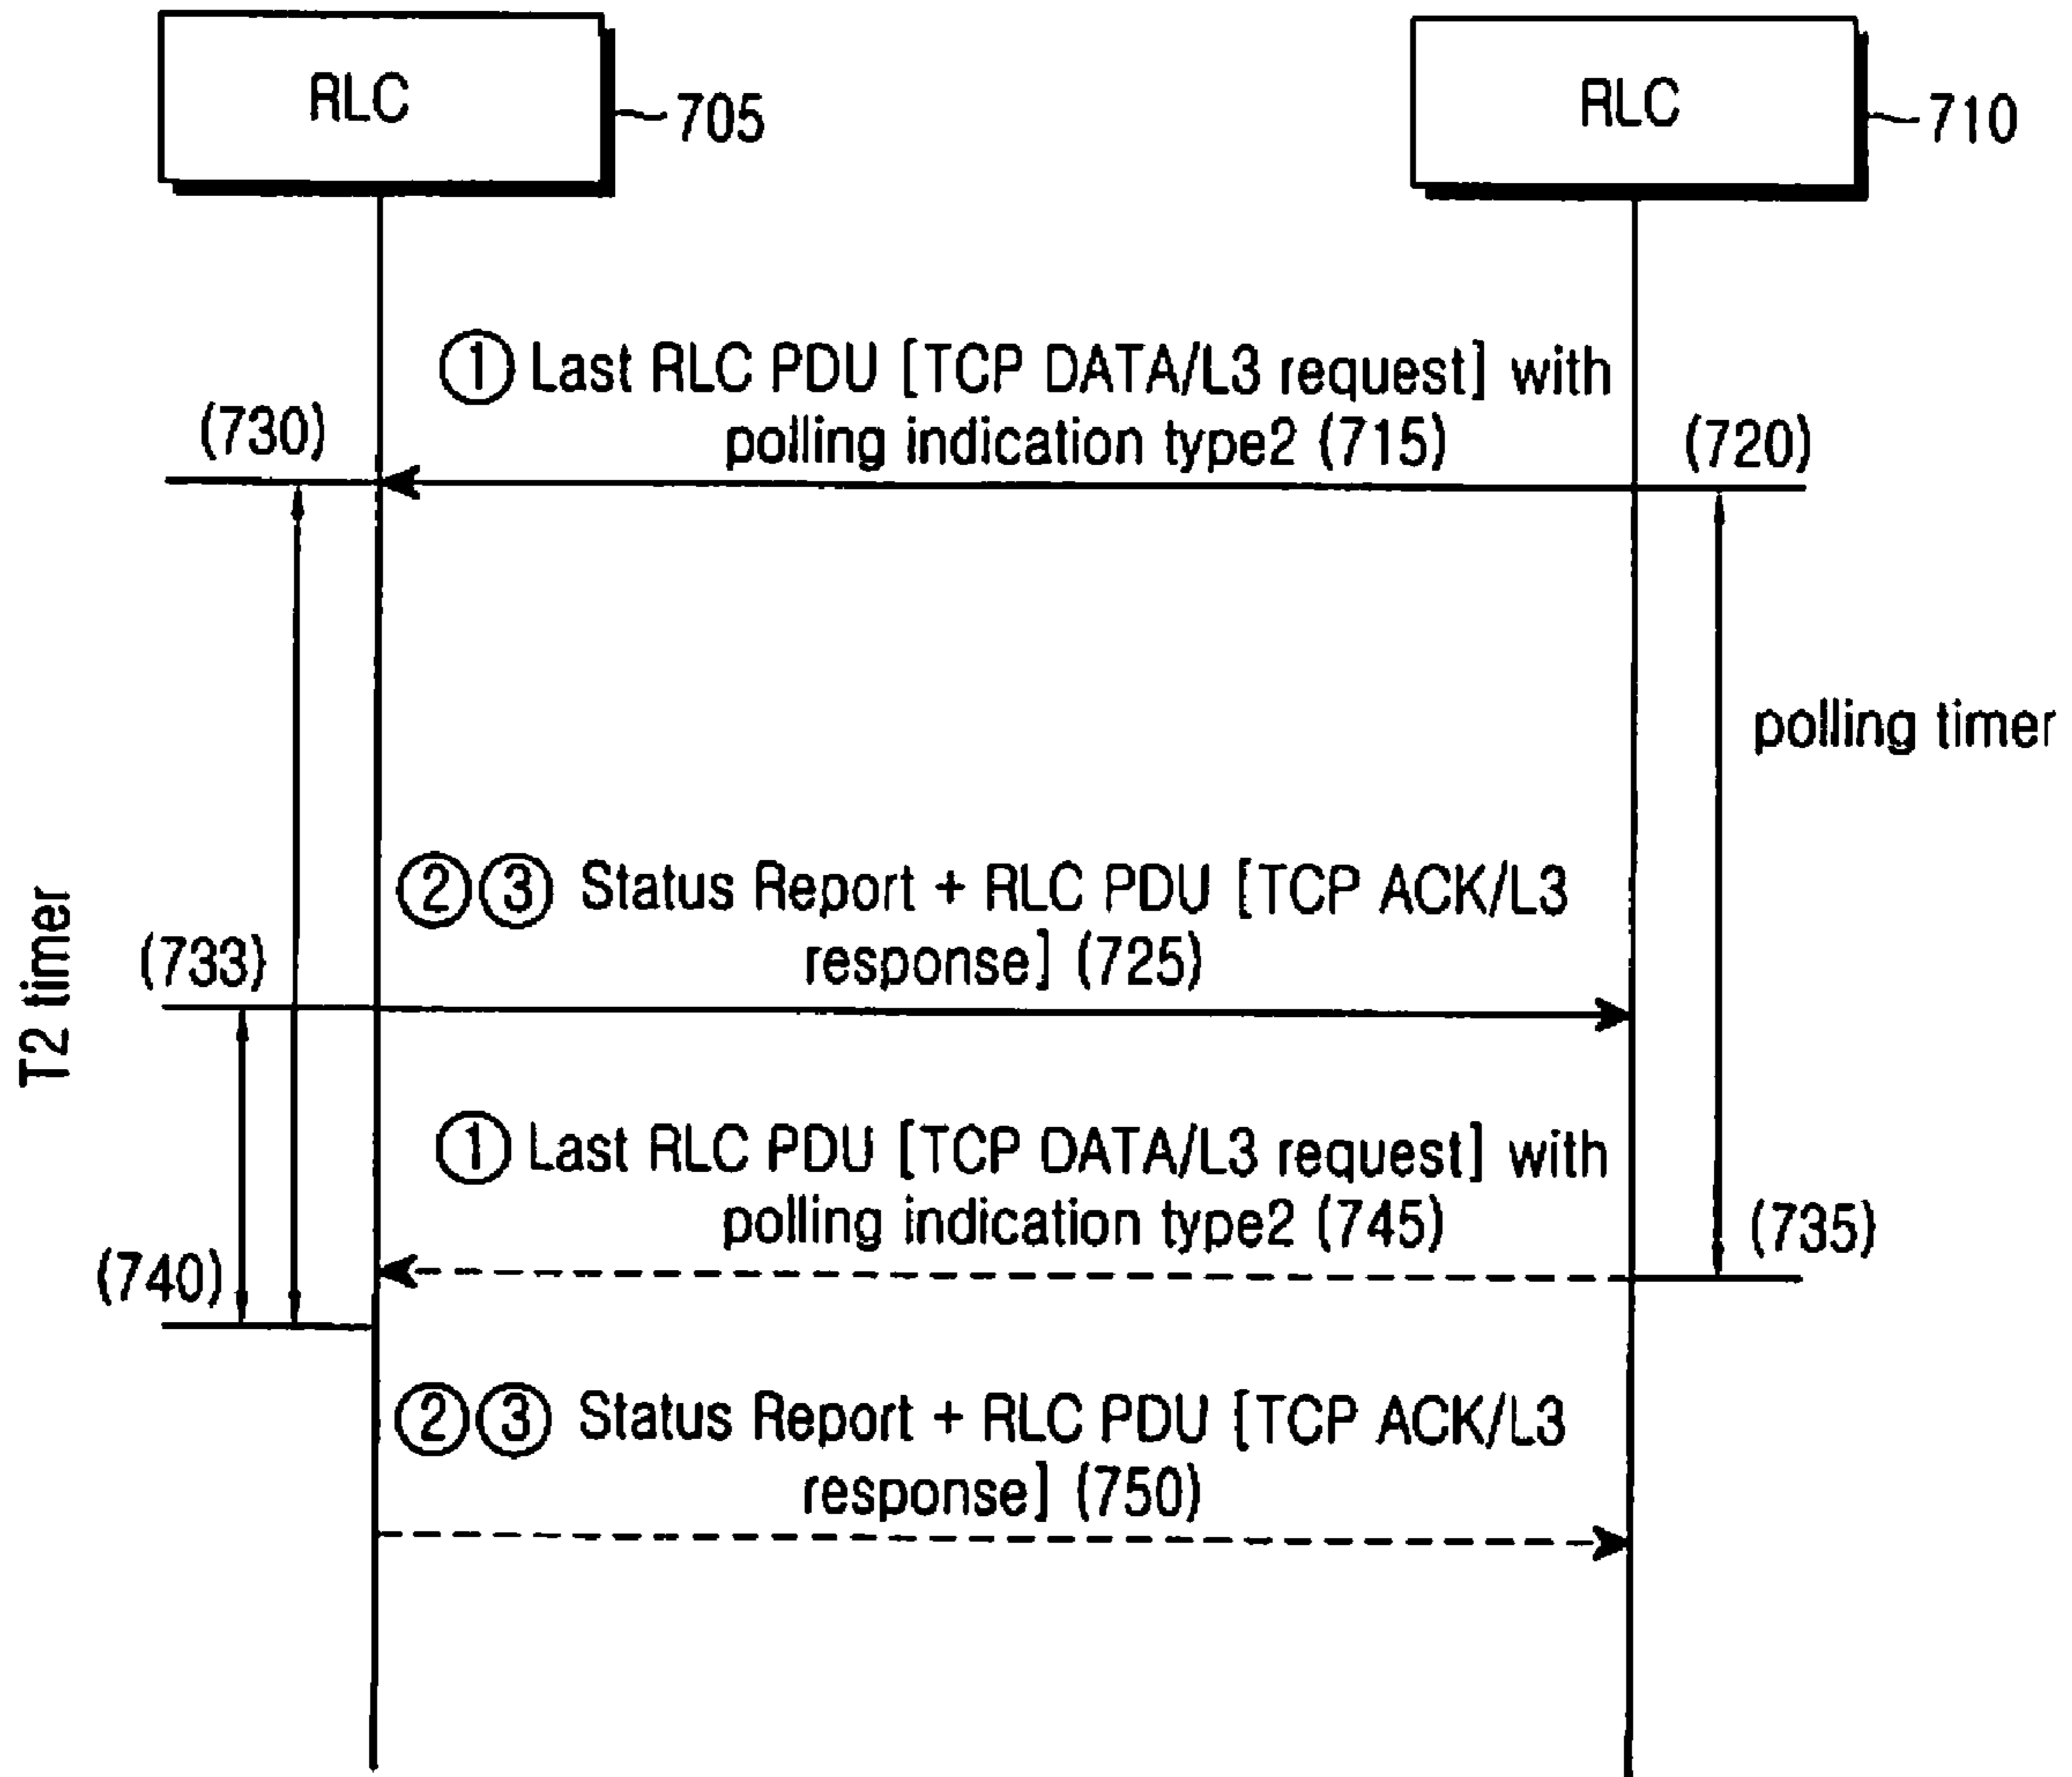 RLC
705
RLC
710
① Last RLC PDU [TCP DATA/L3 request] with
polling indication type2 (715)
(730)
(720)
polling timer
②③ Status Report + RLC PDU [TCP ACK/L3
response] (725)
(733)
T2 timer
① Last RLC PDU [TCP DATA/L3 request] with
polling indication type2 (745)
(735)
(740)
②③ Status Report + RLC PDU [TCP ACK/L3
response] (750)